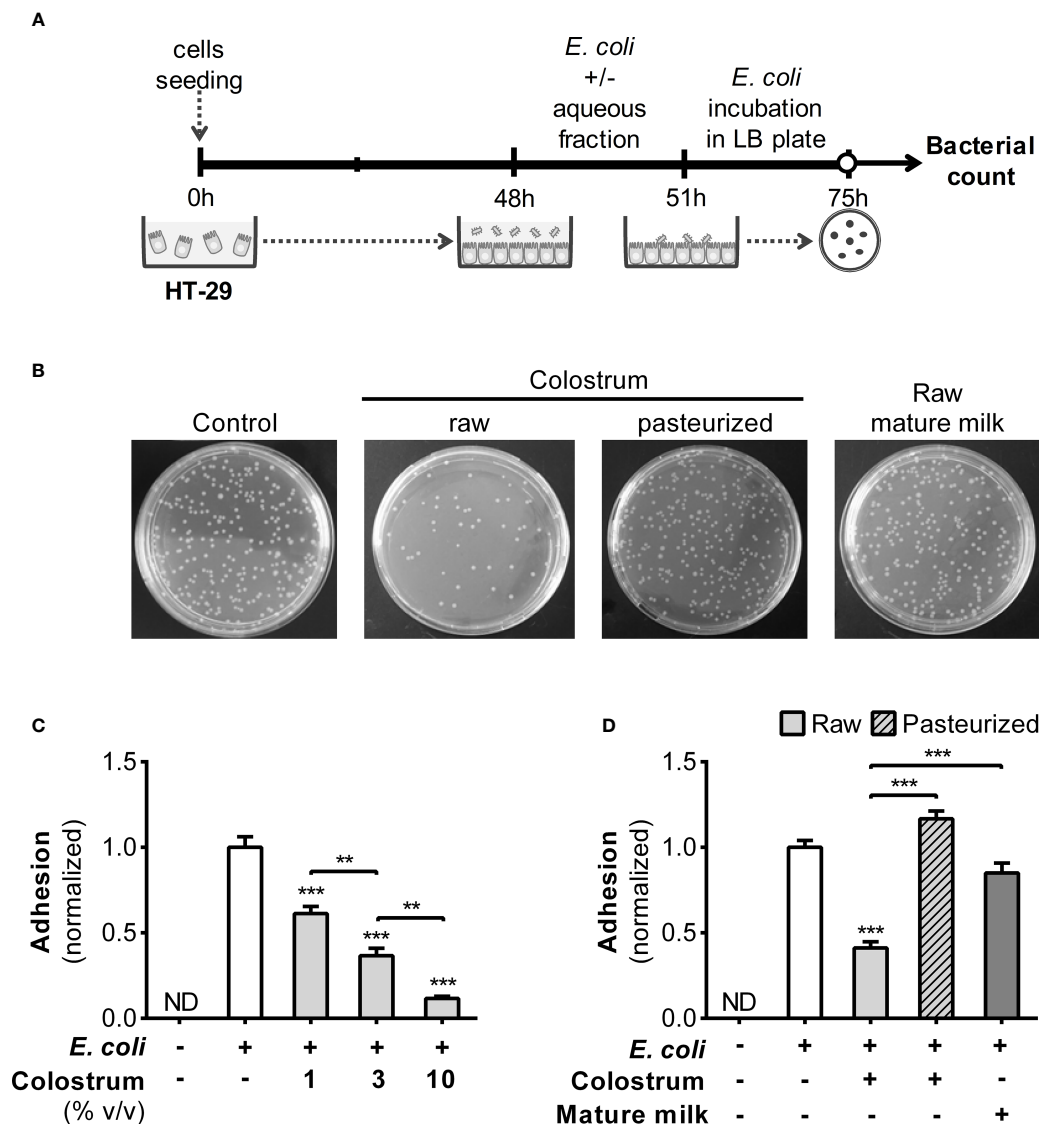 A
cells
seeding
E. coli
+/-
aqueous
fraction
E. coli
incubation
in LB plate
Bacterial
count
0h
48h
51h
75h
HT-29
B
Colostrum
Control
raw
pasteurized
Raw
mature milk
C
Adhesion
(normalized)
1.5
1.0
0.5
0.0
ND
***
**
***
**
***
E. coli - + + + +
Colostrum - - 1 3 10
(% v/v)
D
Raw Pasteurized
Adhesion
(normalized)
1.5
1.0
0.5
0.0
ND
***
***
***
E. coli - + + + +
Colostrum - - + + -
Mature milk - - - - +